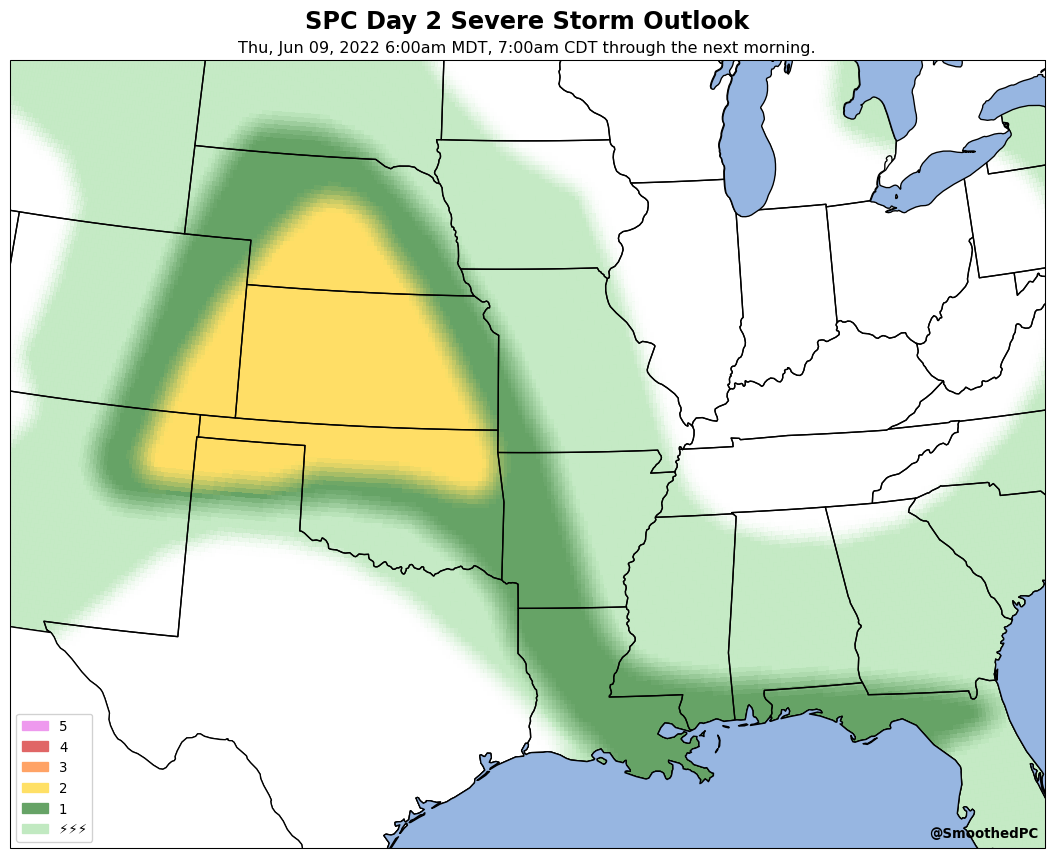 SPC Day 2 Severe Storm Outlook
Thu, Jun 09, 2022 6:00am MDT, 7:00am CDT through the next morning.
5
4
3
2
1
⚡⚡⚡
@SmoothedPC